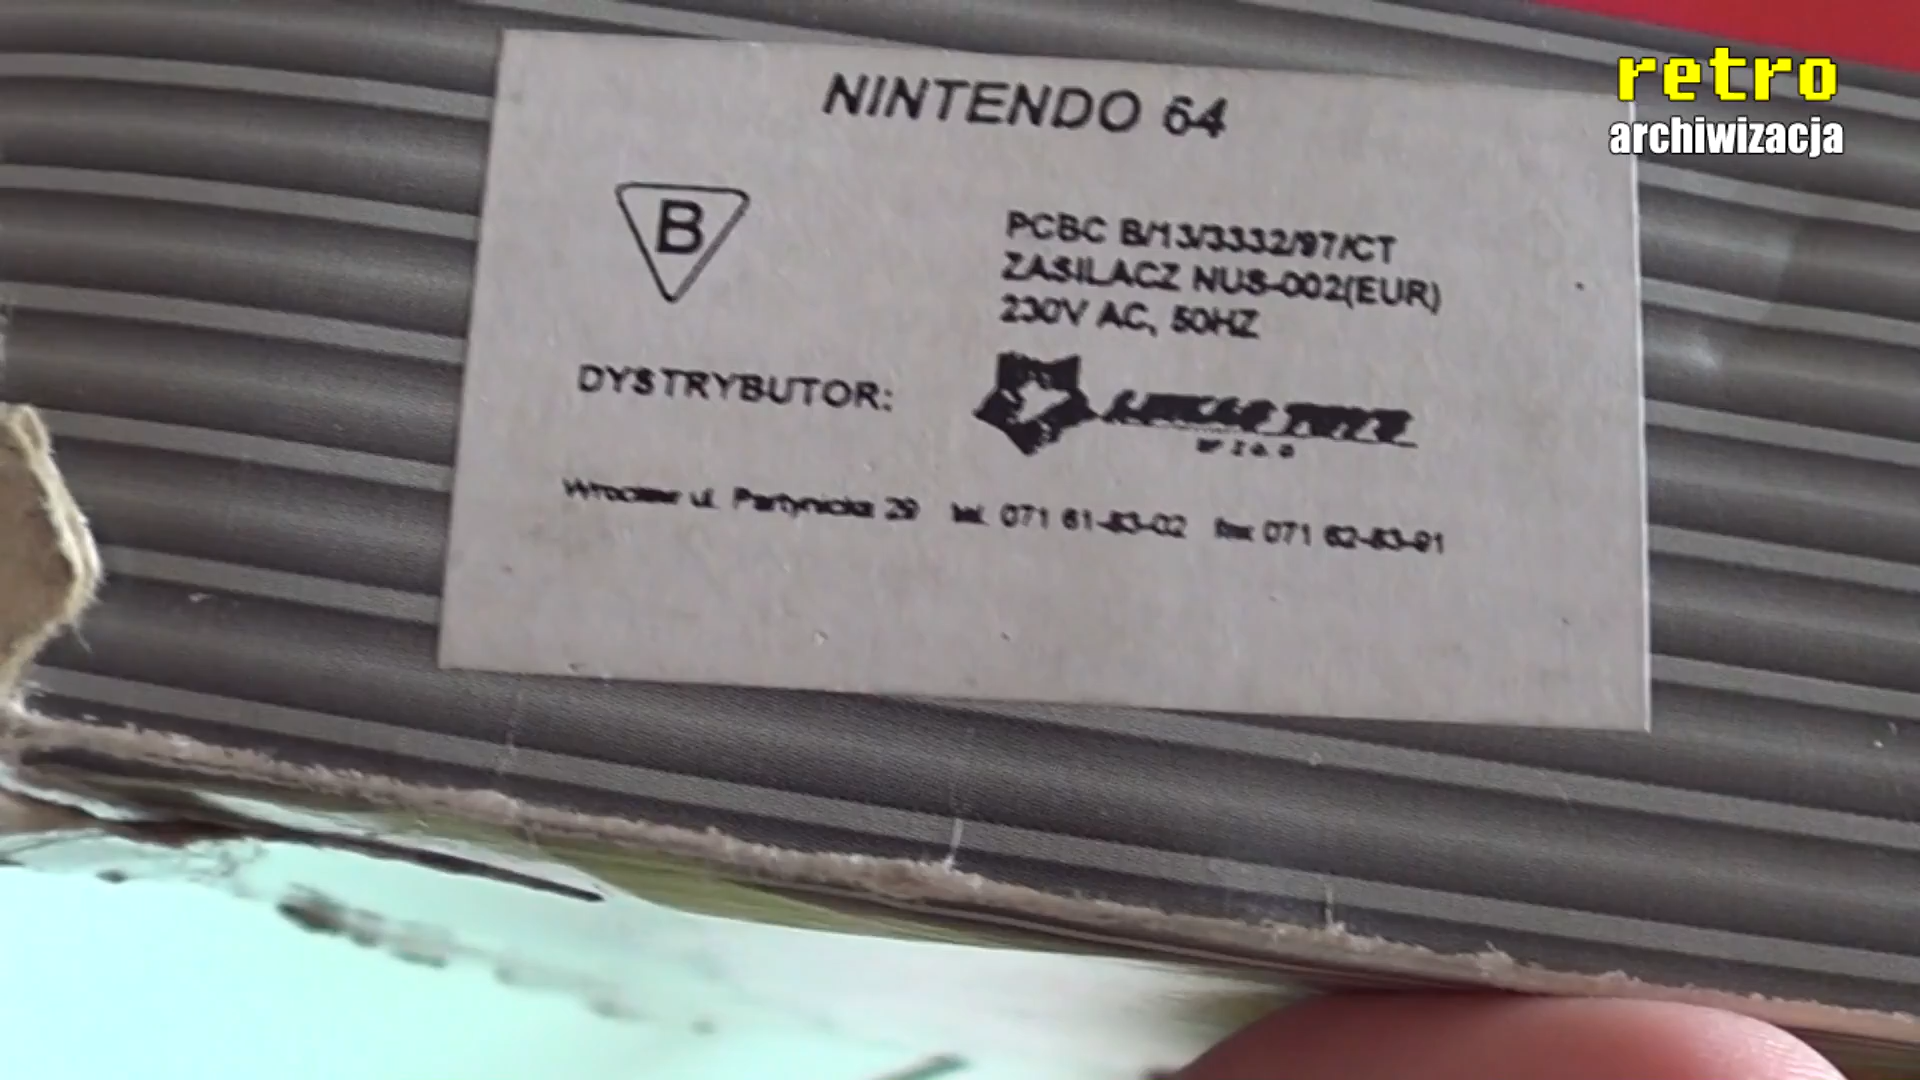 retro
archiwizacja
NINTENDO 64
B
PCBC B/13/3332/97/CT
ZASILACZ NUS-002(EUR)
230V AC, 50HZ
DYSTRYBUTOR:
Wrocław ul. Partynicka 29 tel. 071 61-83-02 fax 071 62-83-91